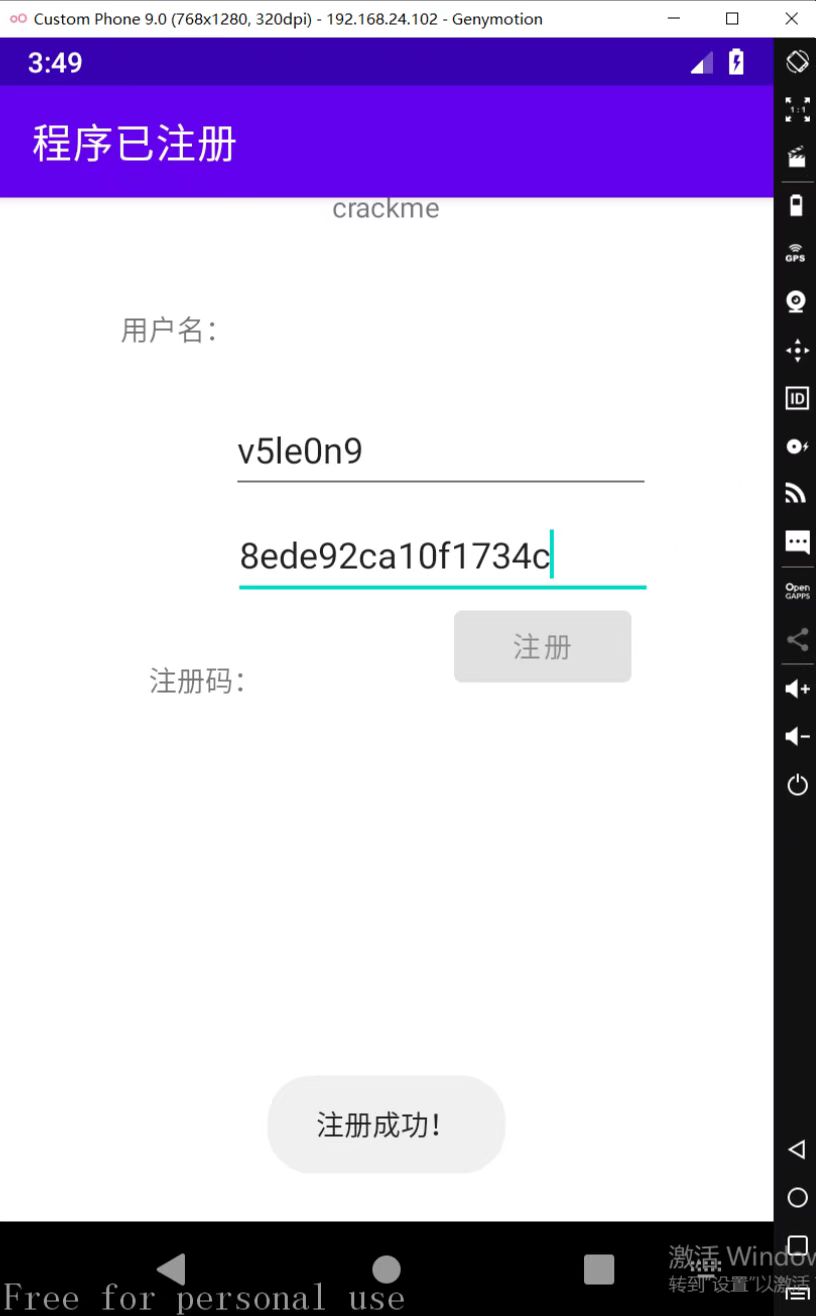 Custom Phone 9.0 (768x1280, 320dpi) - 192.168.24.102 - Genymotion
3:49
程序已注册
1:1
crackme
GPS
用户名：
ID
v5le0n9
8ede92ca10f1734c
Open
GAPPS
注册
注册码：
注册成功！
激活 Window
转到“设置”以激活
Free for personal use